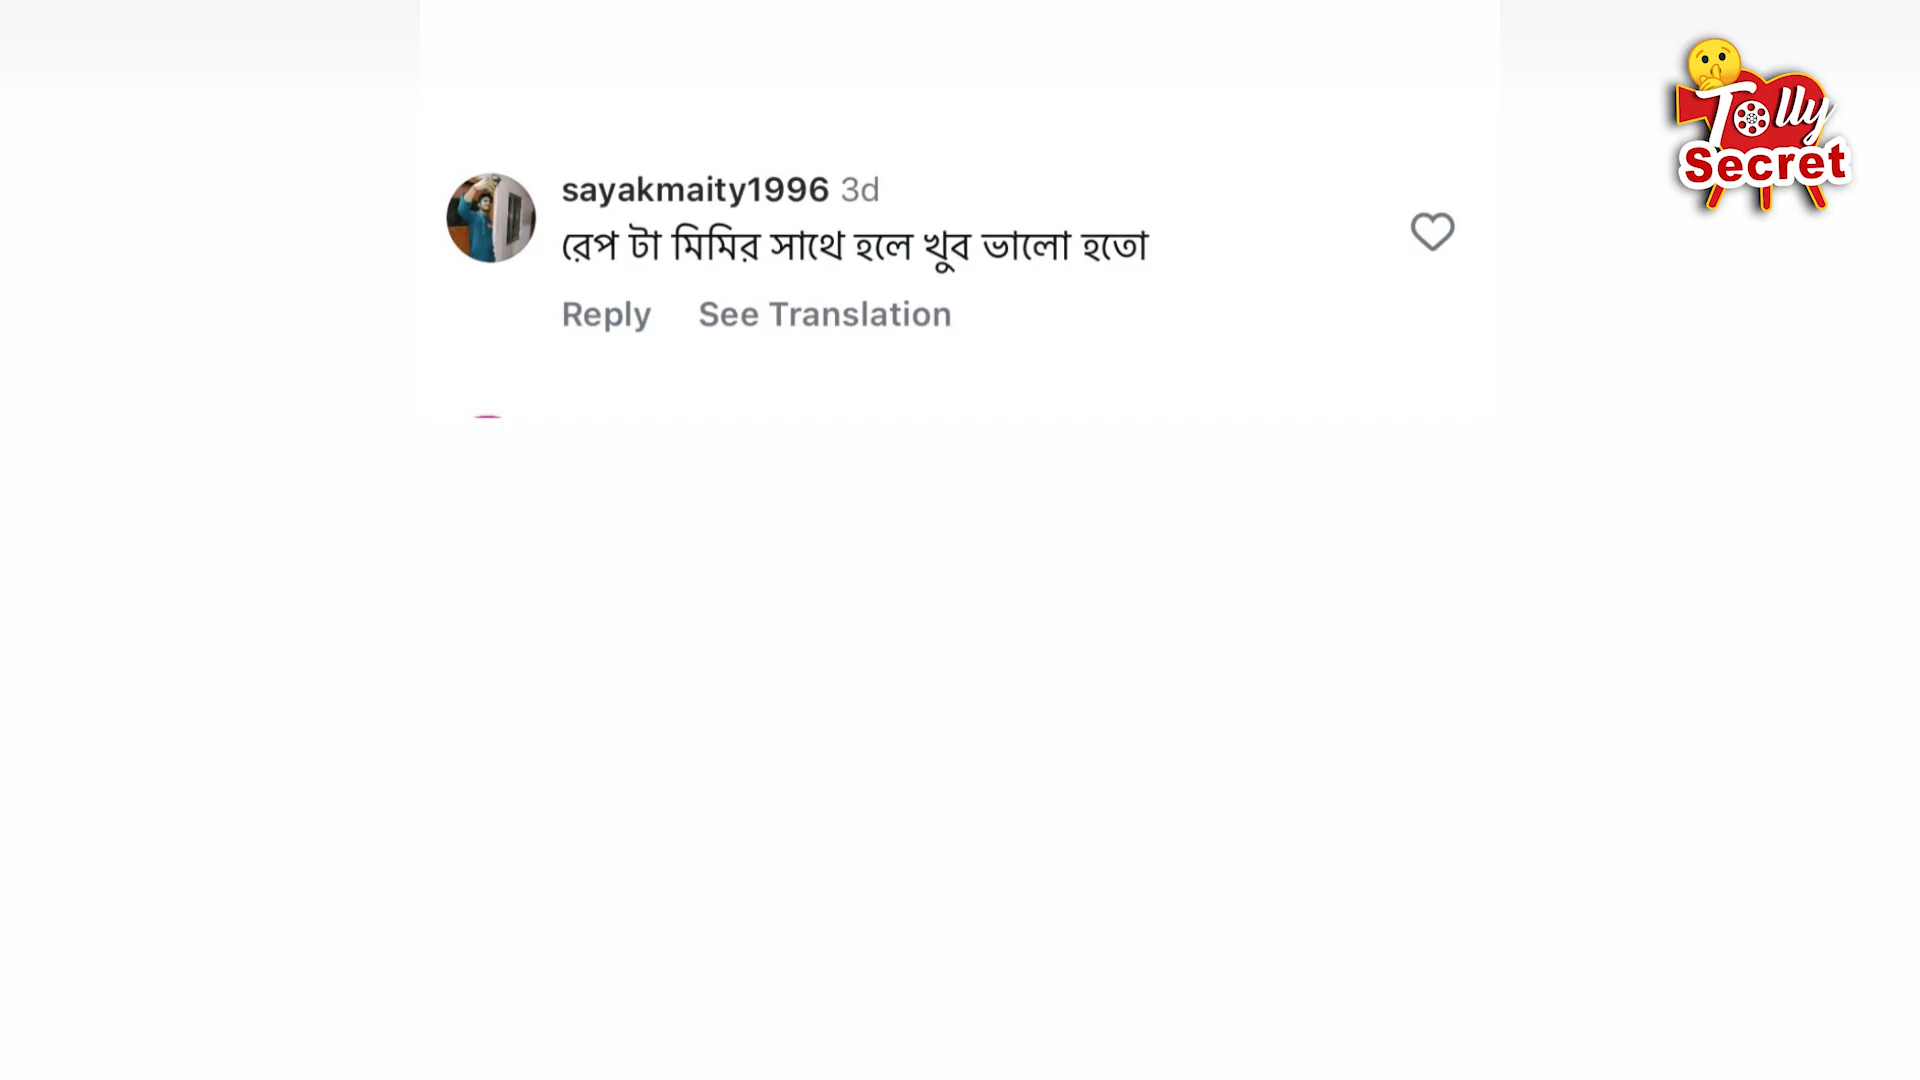 Tolly
Secret
sayakmaity1996 3d
রেপ টা মিমির সাথে হলে খুব ভালো হতো
Reply See Translation